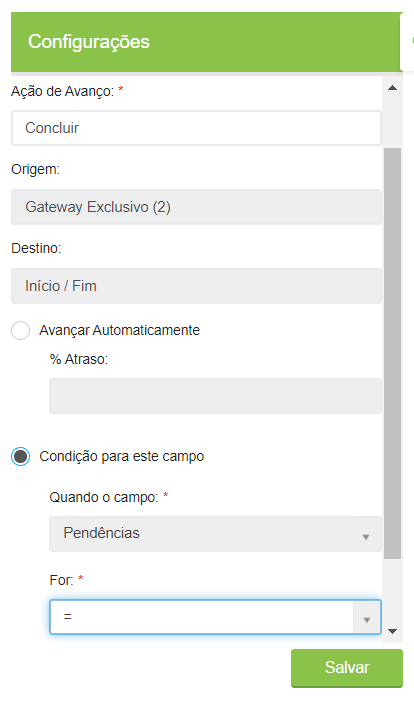 Configurações
Ação de Avanço: *
Concluir
Origem:
Gateway Exclusivo (2)
Destino:
Início / Fim
Avançar Automaticamente
% Atraso:
Condição para este campo
Quando o campo: *
Pendências
For: *
=
Salvar